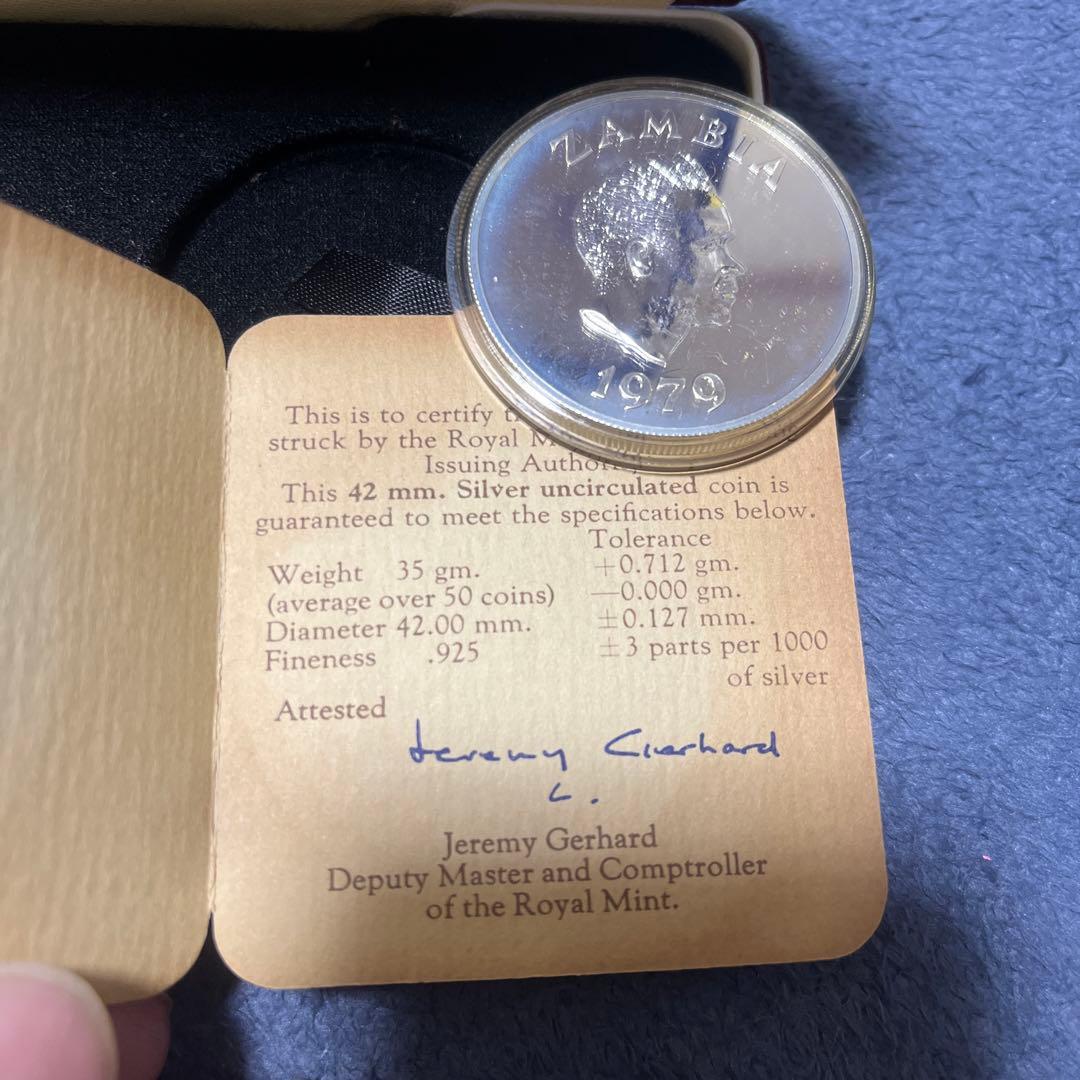 ZAMBIA
1979
This is to certify
struck by the Royal
Issuing
This 42 mm. Silver uncirculated coin is
guaranteed to meet the specifications below.
Tolerance
Weight 35 gm. +0.712 gm.
(average over 50 coins) —0.000 gm.
Diameter 42.00 mm. ±0.127 mm.
Fineness .925 ±3 parts per 1000
of silver
Attested
Jeremy Gerhard
Jeremy Gerhard
Deputy Master and Comptroller
of the Royal Mint.